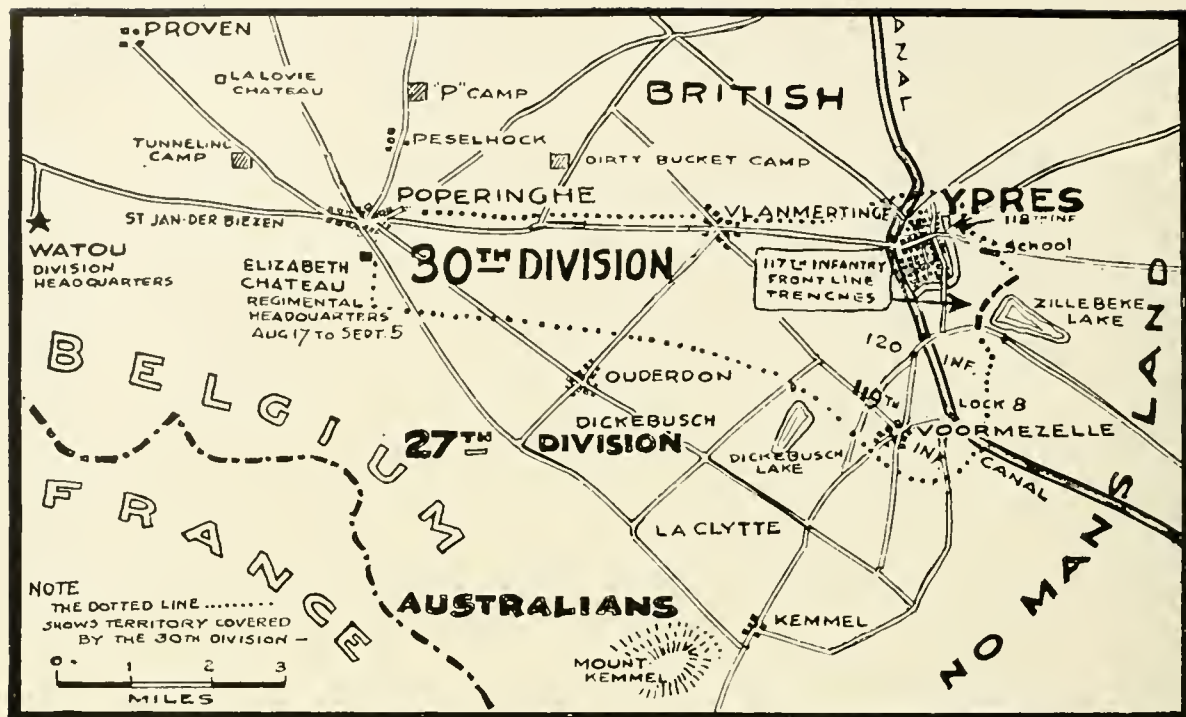 PROVEN
LA LOVIE
CHATEAU
"P" CAMP
BRITISH
CANAL
TUNNELING
CAMP
PESELHOCK
DIRTY BUCKET CAMP
POPERINGHE
ST JAN-DER BIEZEN
VLANMERTINGE
YPRES
118TH INF
SCHOOL
WATOU
DIVISION
HEADQUARTERS
ELIZABETH
CHATEAU
REGIMENTAL
HEADQUARTERS
AUG 17 TO SEPT. 5
30TH DIVISION
117TH INFANTRY
FRONT LINE
TRENCHES
ZILLEBEKE
LAKE
120
INF.
BELGIUM
OUDERDON
119TH
INF
LOCK 8
VOORMEZELLE
DICKEBUSCH
27TH DIVISION
DICKEBUSCH
LAKE
CANAL
FRANCE
LA CLYTTE
NO MANS LAND
NOTE
THE DOTTED LINE ..........
SHOWS TERRITORY COVERED
BY THE 30TH DIVISION -
AUSTRALIANS
KEMMEL
MOUNT
KEMMEL
0 1 2 3
MILES